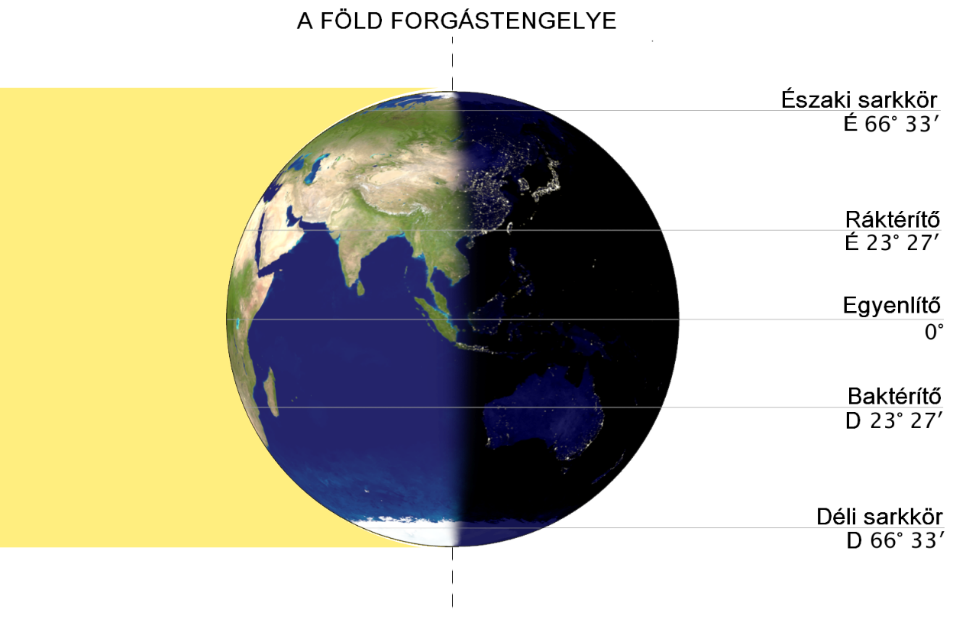 A FÖLD FORGÁSTENGELYE
Északi sarkkör
É 66° 33′
Ráktérítő
É 23° 27′
Egyenlítő
0°
Baktérítő
D 23° 27′
Déli sarkkör
D 66° 33′